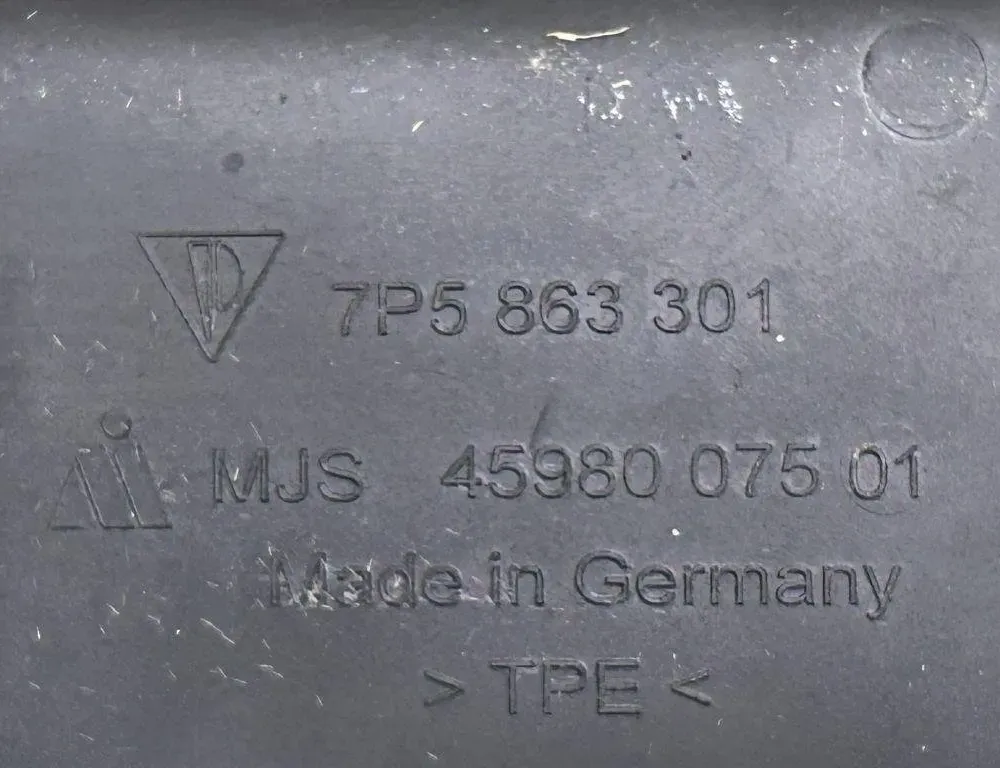 7P5 863 301
MJS 45980 075 01
Made in Germany
> TPE <